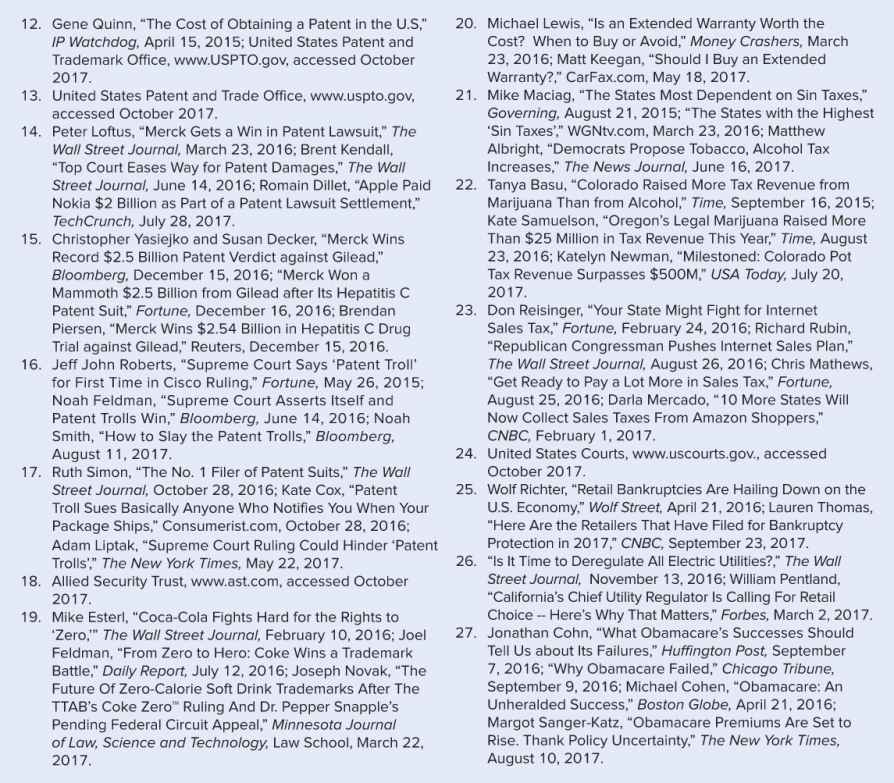 12. Gene Quinn, “The Cost of Obtaining a Patent in the U.S,”
IP Watchdog, April 15, 2015; United States Patent and
Trademark Office, www.USPTO.gov, accessed October
2017.
13. United States Patent and Trade Office, www.uspto.gov,
accessed October 2017.
14. Peter Loftus, “Merck Gets a Win in Patent Lawsuit,” The
Wall Street Journal, March 23, 2016; Brent Kendall,
“Top Court Eases Way for Patent Damages,” The Wall
Street Journal, June 14, 2016; Romain Dillet, “Apple Paid
Nokia $2 Billion as Part of a Patent Lawsuit Settlement,”
TechCrunch, July 28, 2017.
15. Christopher Yasiejko and Susan Decker, “Merck Wins
Record $2.5 Billion Patent Verdict against Gilead,”
Bloomberg, December 15, 2016; “Merck Won a
Mammoth $2.5 Billion from Gilead after Its Hepatitis C
Patent Suit,” Fortune, December 16, 2016; Brendan
Piersen, “Merck Wins $2.54 Billion in Hepatitis C Drug
Trial against Gilead,” Reuters, December 15, 2016.
16. Jeff John Roberts, “Supreme Court Says ‘Patent Troll’
for First Time in Cisco Ruling,” Fortune, May 26, 2015;
Noah Feldman, “Supreme Court Asserts Itself and
Patent Trolls Win,” Bloomberg, June 14, 2016; Noah
Smith, “How to Slay the Patent Trolls,” Bloomberg,
August 11, 2017.
17. Ruth Simon, “The No. 1 Filer of Patent Suits,” The Wall
Street Journal, October 28, 2016; Kate Cox, “Patent
Troll Sues Basically Anyone Who Notifies You When Your
Package Ships,” Consumerist.com, October 28, 2016;
Adam Liptak, “Supreme Court Ruling Could Hinder ‘Patent
Trolls’,” The New York Times, May 22, 2017.
18. Allied Security Trust, www.ast.com, accessed October
2017.
19. Mike Esterl, “Coca-Cola Fights Hard for the Rights to
‘Zero,’” The Wall Street Journal, February 10, 2016; Joel
Feldman, “From Zero to Hero: Coke Wins a Trademark
Battle,” Daily Report, July 12, 2016; Joseph Novak, “The
Future Of Zero-Calorie Soft Drink Trademarks After The
TTAB’s Coke Zero™ Ruling And Dr. Pepper Snapple’s
Pending Federal Circuit Appeal,” Minnesota Journal
of Law, Science and Technology, Law School, March 22,
2017.
20. Michael Lewis, “Is an Extended Warranty Worth the
Cost? When to Buy or Avoid,” Money Crashers, March
23, 2016; Matt Keegan, “Should I Buy an Extended
Warranty?,” CarFax.com, May 18, 2017.
21. Mike Maciag, “The States Most Dependent on Sin Taxes,”
Governing, August 21, 2015; “The States with the Highest
‘Sin Taxes’,” WGNtv.com, March 23, 2016; Matthew
Albright, “Democrats Propose Tobacco, Alcohol Tax
Increases,” The News Journal, June 16, 2017.
22. Tanya Basu, “Colorado Raised More Tax Revenue from
Marijuana Than from Alcohol,” Time, September 16, 2015;
Kate Samuelson, “Oregon’s Legal Marijuana Raised More
Than $25 Million in Tax Revenue This Year,” Time, August
23, 2016; Katelyn Newman, “Milestoned: Colorado Pot
Tax Revenue Surpasses $500M,” USA Today, July 20,
2017.
23. Don Reisinger, “Your State Might Fight for Internet
Sales Tax,” Fortune, February 24, 2016; Richard Rubin,
“Republican Congressman Pushes Internet Sales Plan,”
The Wall Street Journal, August 26, 2016; Chris Mathews,
“Get Ready to Pay a Lot More in Sales Tax,” Fortune,
August 25, 2016; Darla Mercado, “10 More States Will
Now Collect Sales Taxes From Amazon Shoppers,”
CNBC, February 1, 2017.
24. United States Courts, www.uscourts.gov., accessed
October 2017.
25. Wolf Richter, “Retail Bankruptcies Are Hailing Down on the
U.S. Economy,” Wolf Street, April 21, 2016; Lauren Thomas,
“Here Are the Retailers That Have Filed for Bankruptcy
Protection in 2017,” CNBC, September 23, 2017.
26. “Is It Time to Deregulate All Electric Utilities?,” The Wall
Street Journal, November 13, 2016; William Pentland,
“California’s Chief Utility Regulator Is Calling For Retail
Choice -- Here’s Why That Matters,” Forbes, March 2, 2017.
27. Jonathan Cohn, “What Obamacare’s Successes Should
Tell Us about Its Failures,” Huffington Post, September
7, 2016; “Why Obamacare Failed,” Chicago Tribune,
September 9, 2016; Michael Cohen, “Obamacare: An
Unheralded Success,” Boston Globe, April 21, 2016;
Margot Sanger-Katz, “Obamacare Premiums Are Set to
Rise. Thank Policy Uncertainty,” The New York Times,
August 10, 2017.